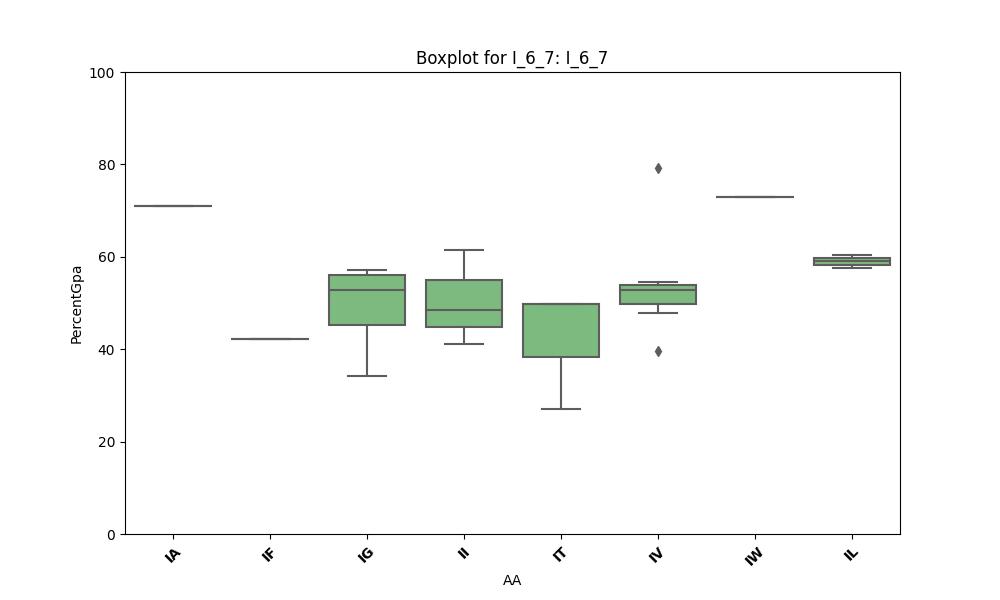 Boxplot for I_6_7: I_6_7
100
80
60
40
20
0
PercentGpa
IA
IF
IG
II
IT
IV
IW
IL
AA